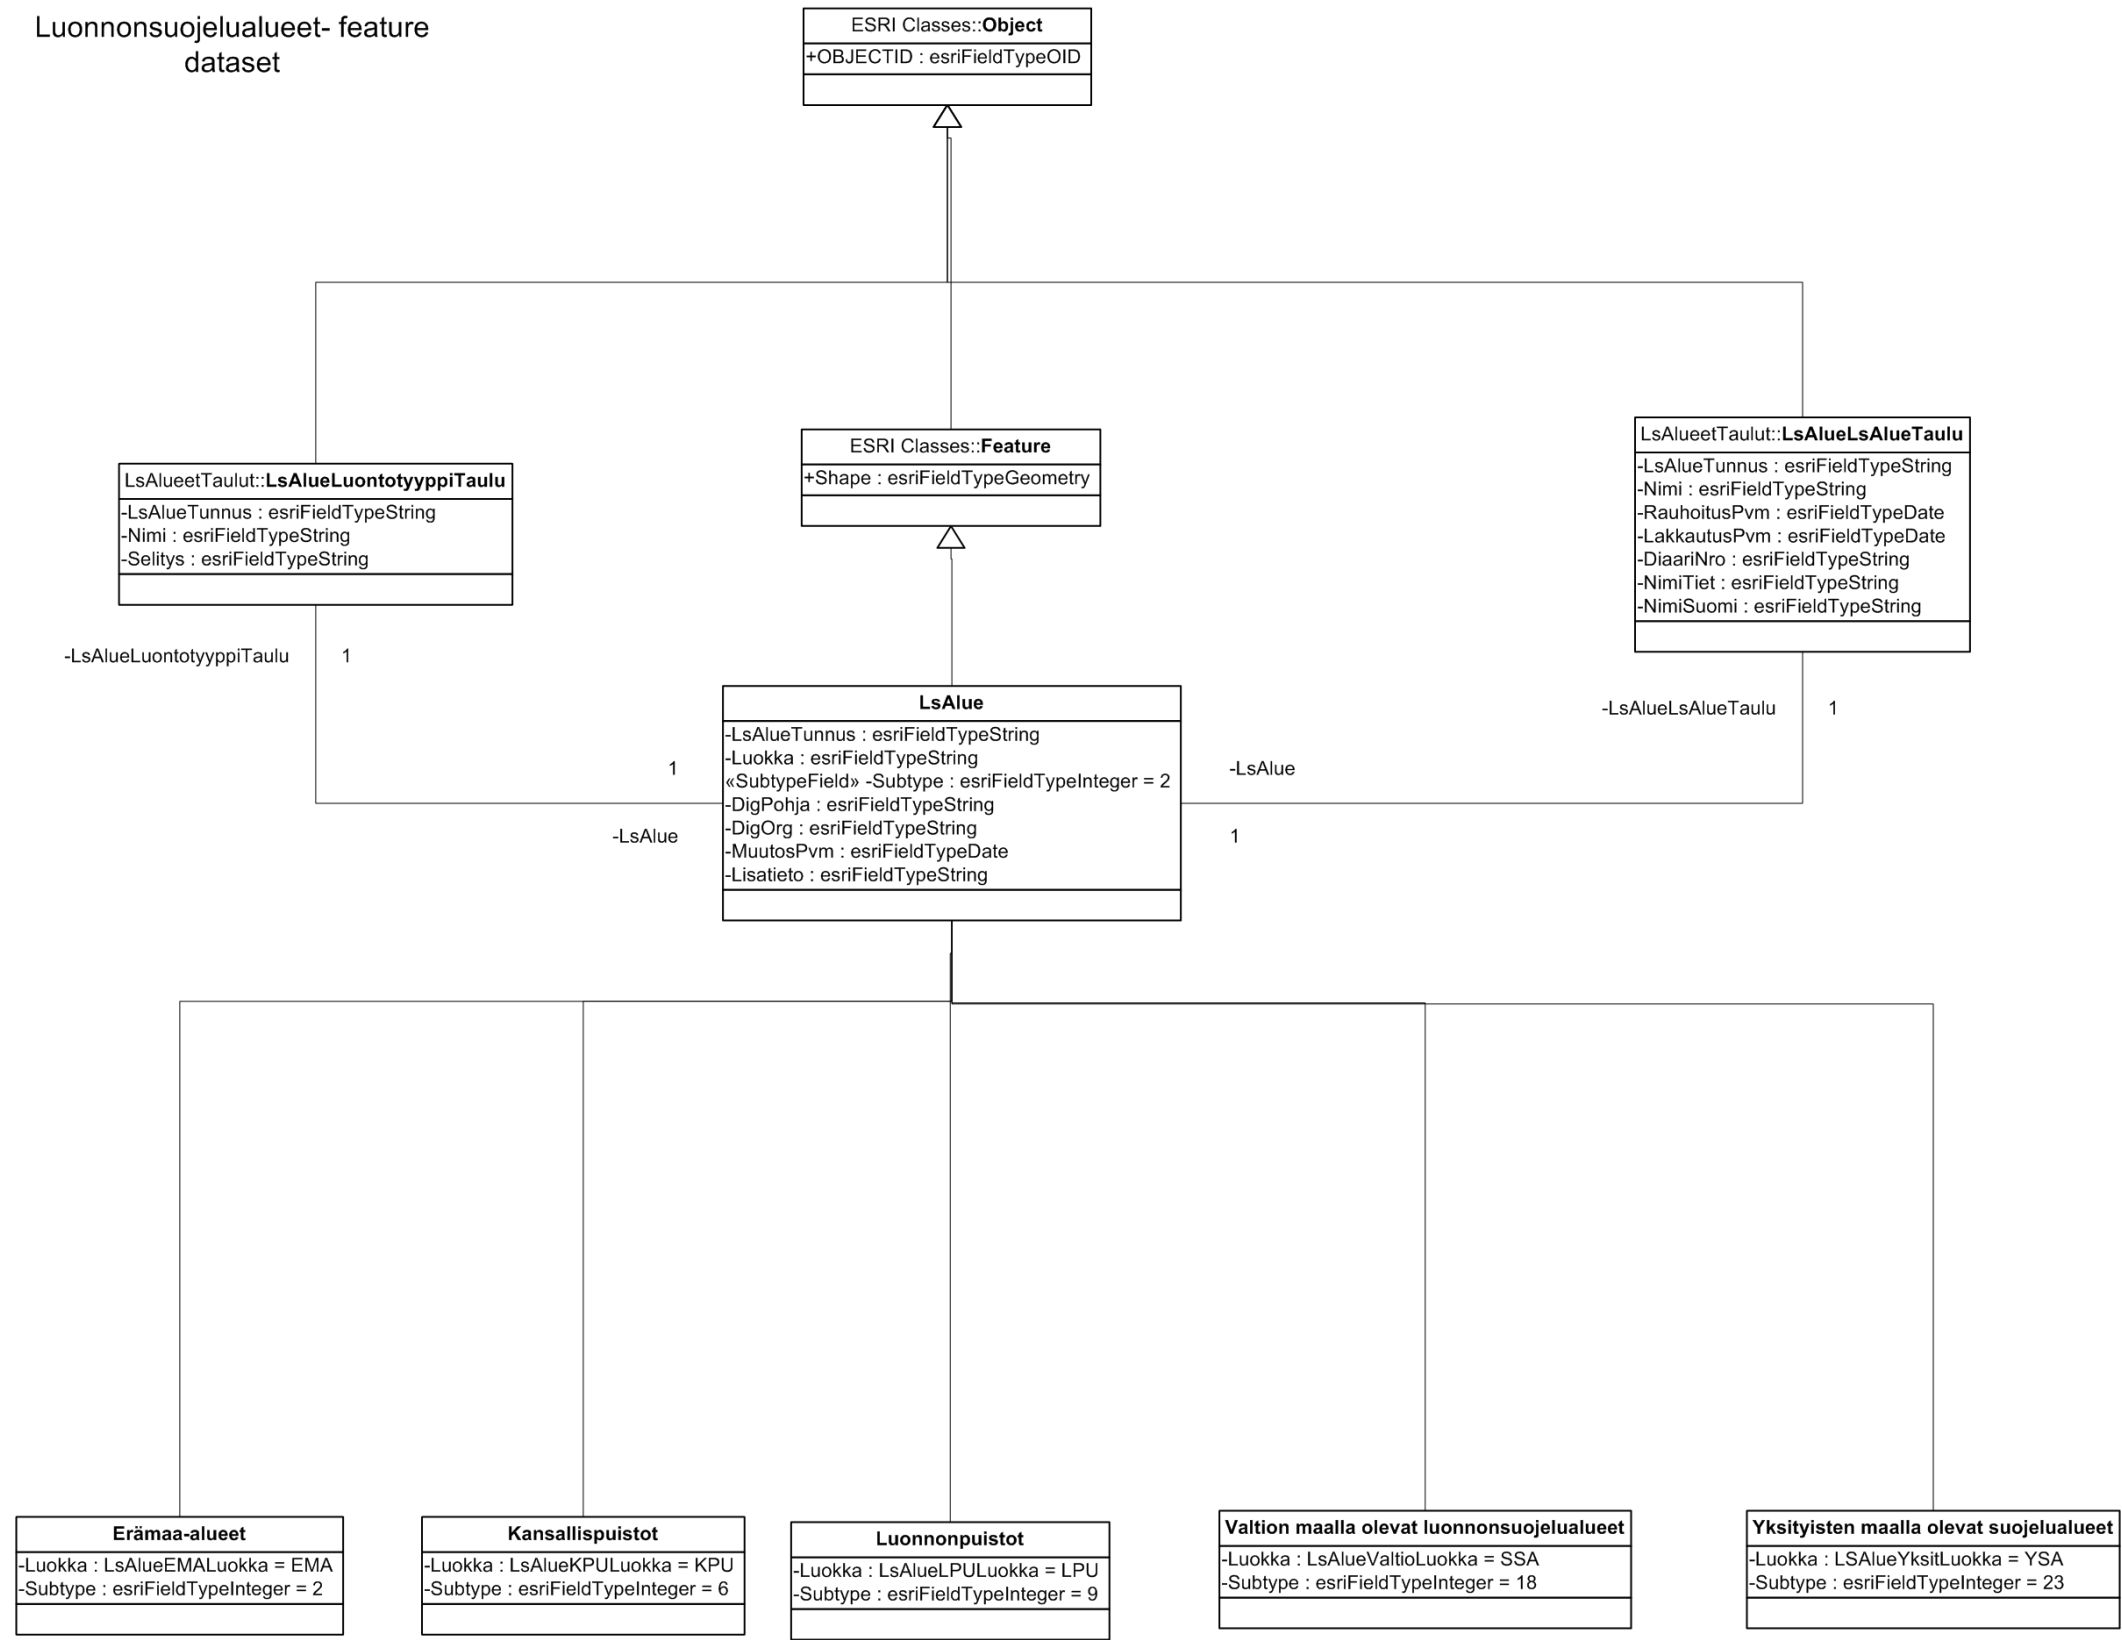 Luonnonsuojelualueet- feature
dataset
ESRI Classes::Object
+OBJECTID : esriFieldTypeOID
LsAlueetTaulut::LsAlueLuontotyyppiTaulu
-LsAlueTunnus : esriFieldTypeString
-Nimi : esriFieldTypeString
-Selitys : esriFieldTypeString
ESRI Classes::Feature
+Shape : esriFieldTypeGeometry
LsAlueetTaulut::LsAlueLsAlueTaulu
-LsAlueTunnus : esriFieldTypeString
-Nimi : esriFieldTypeString
-RauhoitusPvm : esriFieldTypeDate
-LakkautusPvm : esriFieldTypeDate
-DiaariNro : esriFieldTypeString
-NimiTiet : esriFieldTypeString
-NimiSuomi : esriFieldTypeString
-LsAlueLuontotyyppiTaulu
1
1
-LsAlue
LsAlue
-LsAlueTunnus : esriFieldTypeString
-Luokka : esriFieldTypeString
«SubtypeField» -Subtype : esriFieldTypeInteger = 2
-DigPohja : esriFieldTypeString
-DigOrg : esriFieldTypeString
-MuutosPvm : esriFieldTypeDate
-Lisatieto : esriFieldTypeString
-LsAlueLsAlueTaulu
1
-LsAlue
1
Erämaa-alueet
-Luokka : LsAlueEMALuokka = EMA
-Subtype : esriFieldTypeInteger = 2
Kansallispuistot
-Luokka : LsAlueKPULuokka = KPU
-Subtype : esriFieldTypeInteger = 6
Luonnonpuistot
-Luokka : LsAlueLPULuokka = LPU
-Subtype : esriFieldTypeInteger = 9
Valtion maalla olevat luonnonsuojelualueet
-Luokka : LsAlueValtioLuokka = SSA
-Subtype : esriFieldTypeInteger = 18
Yksityisten maalla olevat suojelualueet
-Luokka : LSAlueYksitLuokka = YSA
-Subtype : esriFieldTypeInteger = 23